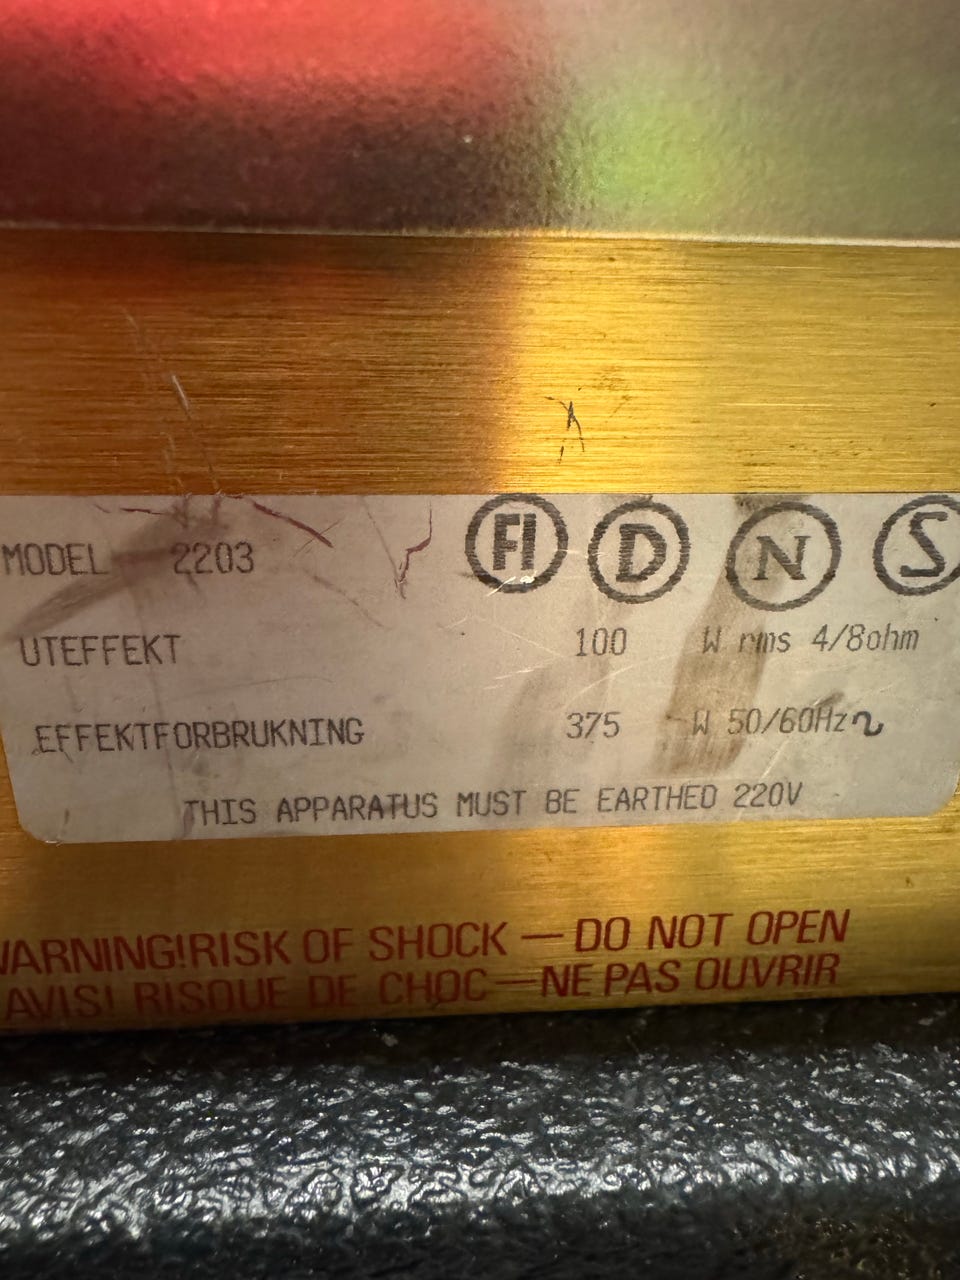 MODEL 2203 FI D N S
UTEFFEKT 100 W rms 4/8ohm
EFFEKTFORBRUKNING 375 W 50/60Hz∿
THIS APPARATUS MUST BE EARTHED 220V
WARNING!RISK OF SHOCK — DO NOT OPEN
AVIS! RISQUE DE CHOC—NE PAS OUVRIR